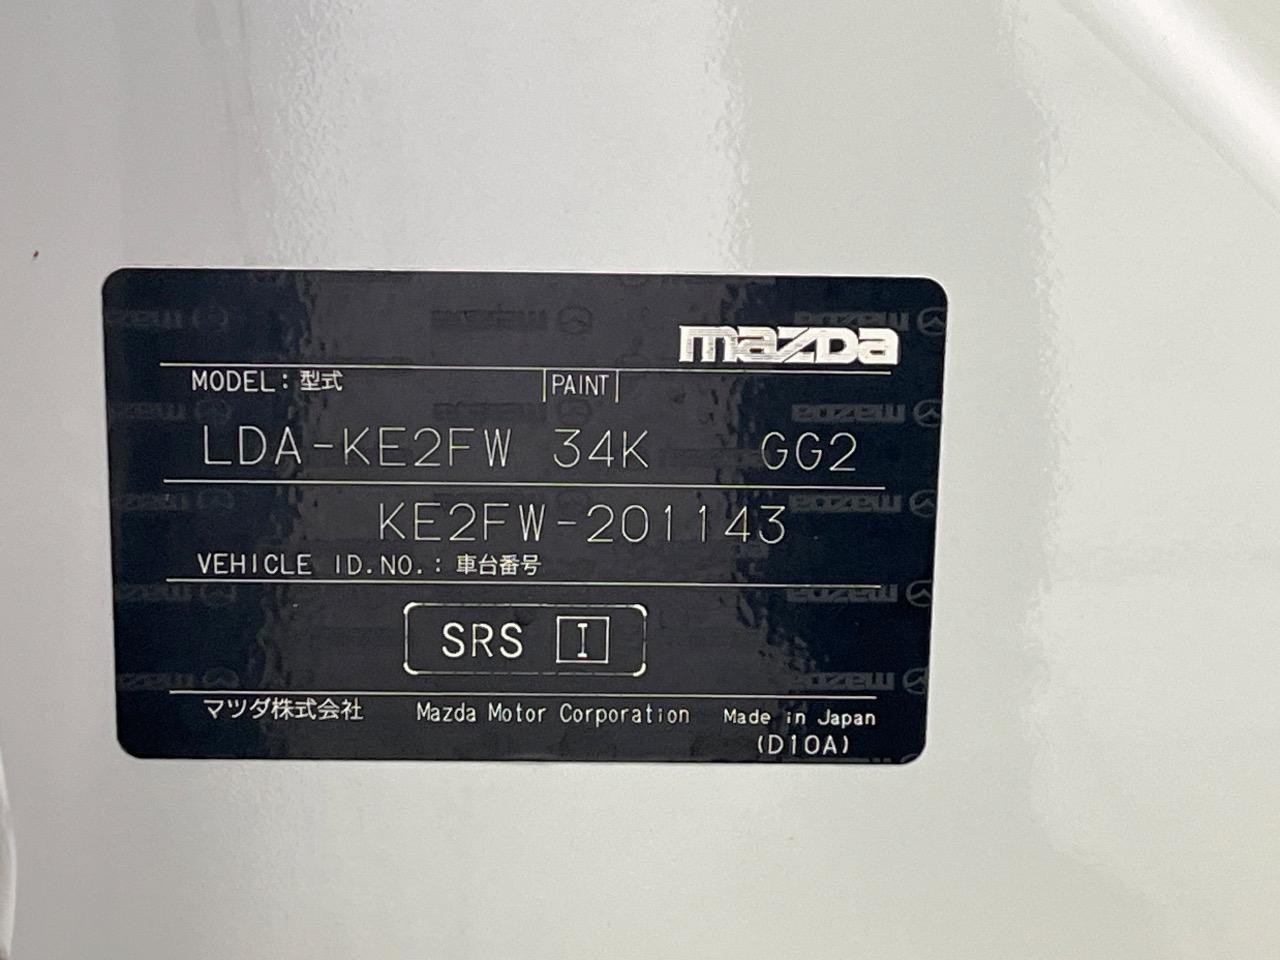 mazda
MODEL：型式 PAINT
LDA-KE2FW 34K GG2
KE2FW-201143
VEHICLE ID.NO.：車台番号
SRS I
マツダ株式会社 Mazda Motor Corporation Made in Japan
(D10A)